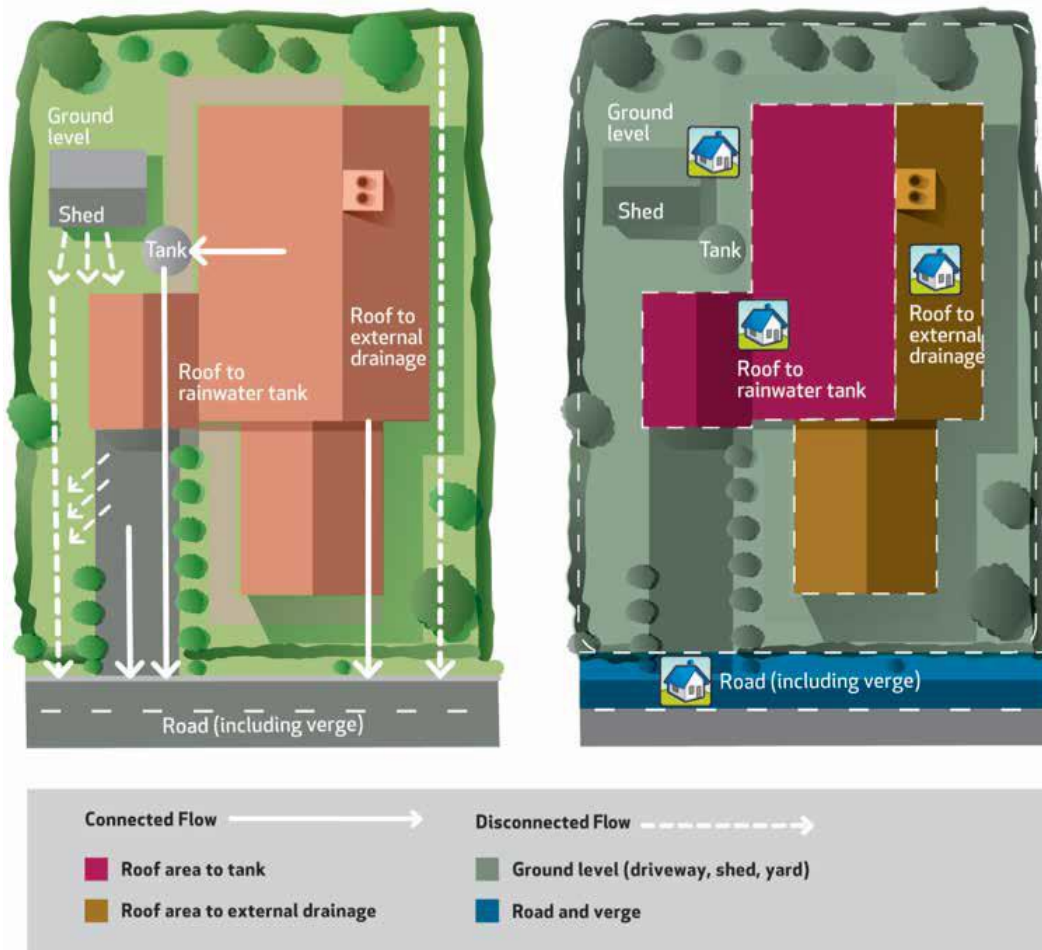 Ground
level
Shed
Tank
Roof to
external
drainage
Roof to
rainwater tank
Road (including verge)
Ground
level
Shed
Tank
Roof to
external
drainage
Roof to
rainwater tank
Road (including verge)
Connected Flow
Disconnected Flow
Roof area to tank
Ground level (driveway, shed, yard)
Roof area to external drainage
Road and verge